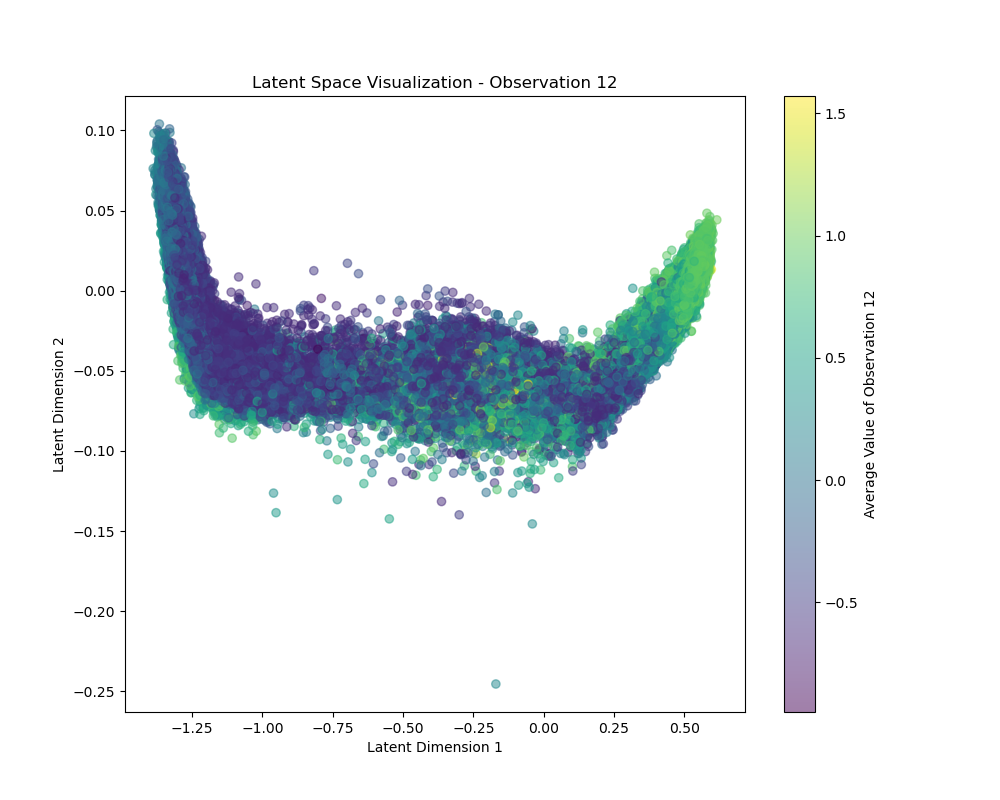 Latent Space Visualization - Observation 12
0.10
0.05
0.00
−0.05
−0.10
−0.15
−0.20
−0.25
Latent Dimension 2
−1.25 −1.00 −0.75 −0.50 −0.25 0.00 0.25 0.50
Latent Dimension 1
1.5
1.0
0.5
0.0
−0.5
Average Value of Observation 12